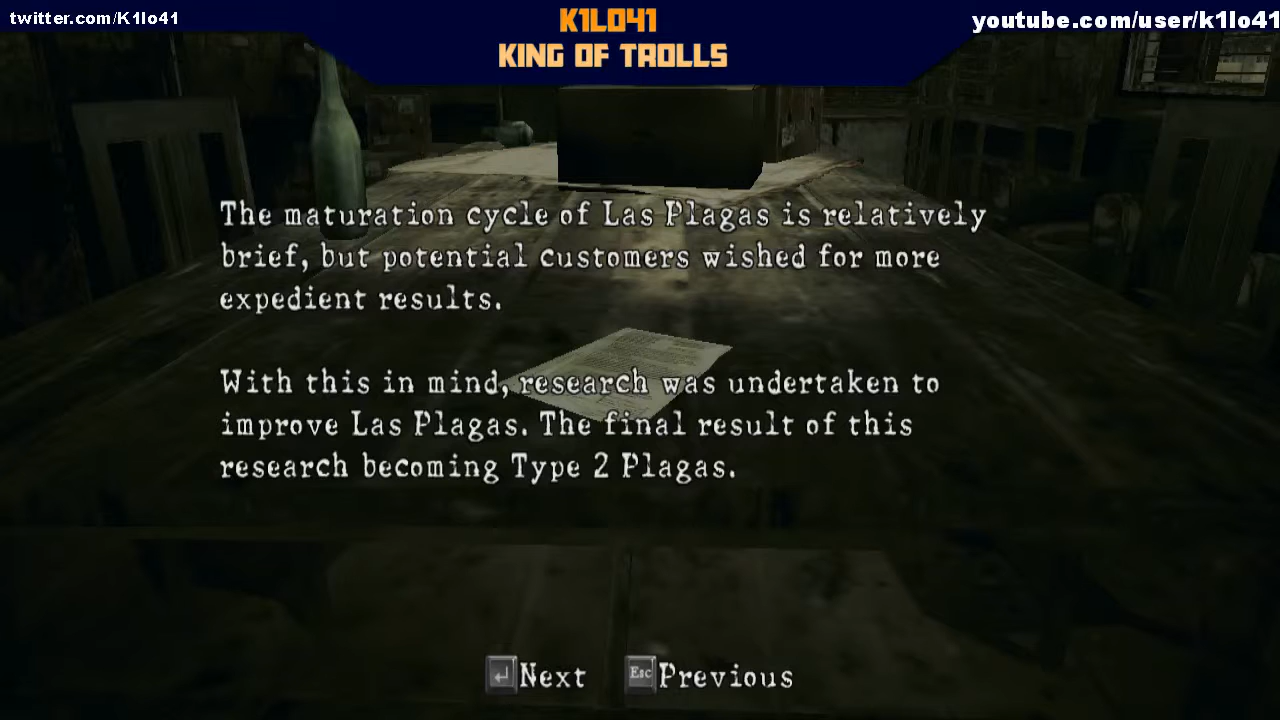 twitter.com/K1lo41
K1LO41
KING OF TROLLS
youtube.com/user/k1lo41
The maturation cycle of Las Plagas is relatively
brief, but potential customers wished for more
expedient results.
With this in mind, research was undertaken to
improve Las Plagas. The final result of this
research becoming Type 2 Plagas.
Next
Esc Previous